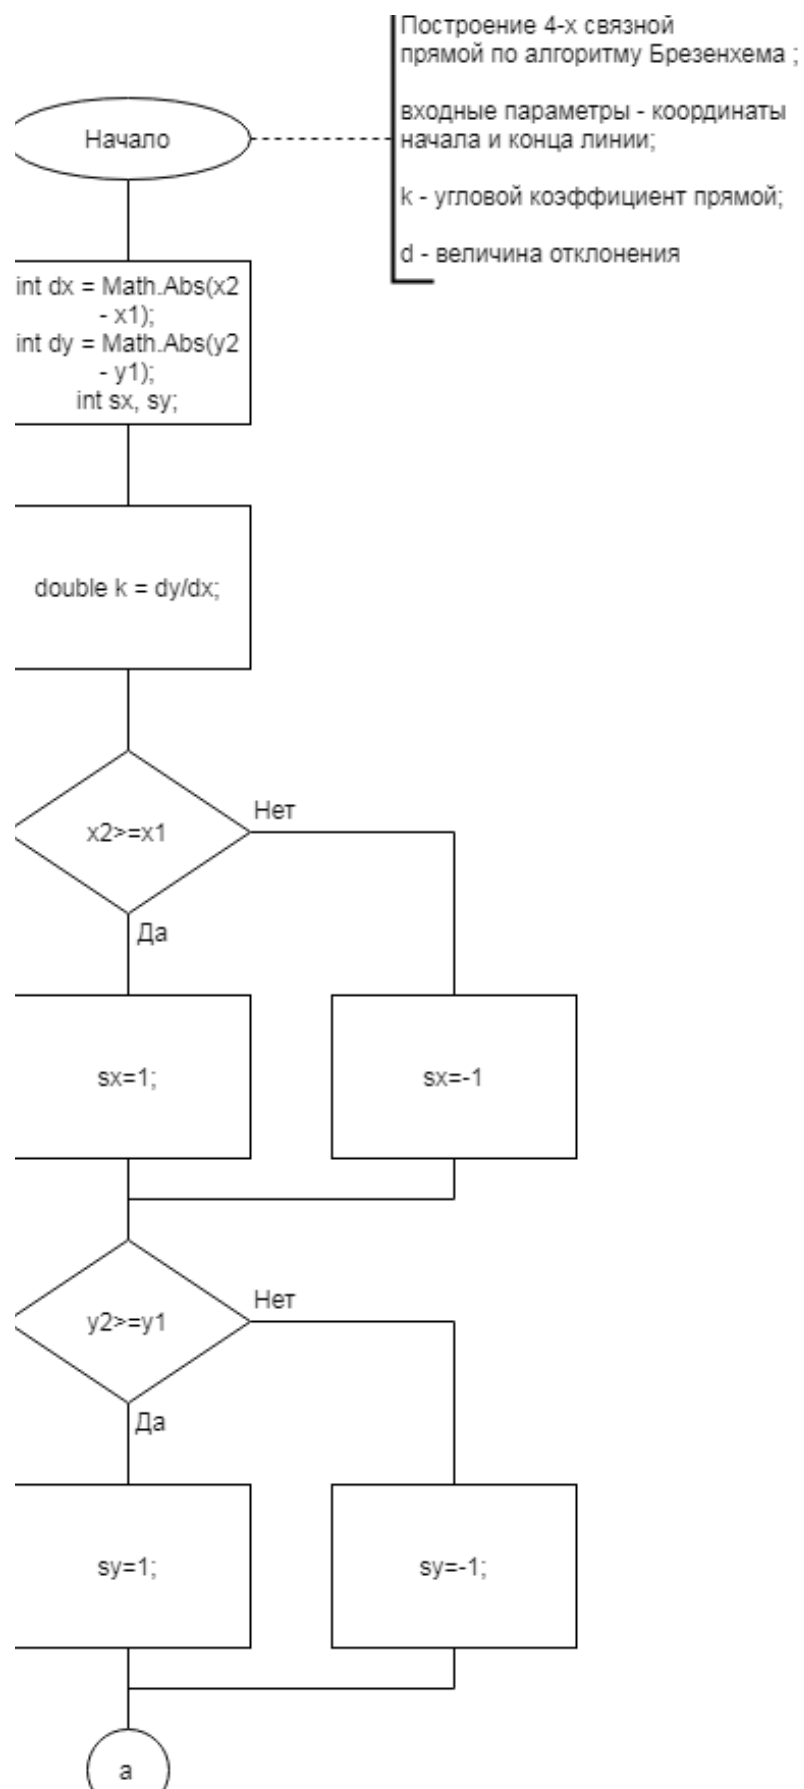 Построение 4-х связной
прямой по алгоритму Брезенхема ;
входные параметры - координаты
начала и конца линии;
k - угловой коэффициент прямой;
d - величина отклонения
Начало
int dx = Math.Abs(x2
- x1);
int dy = Math.Abs(y2
- y1);
int sx, sy;
double k = dy/dx;
x2>=x1
Нет
Да
sx=1;
sx=-1
y2>=y1
Нет
Да
sy=1;
sy=-1;
a